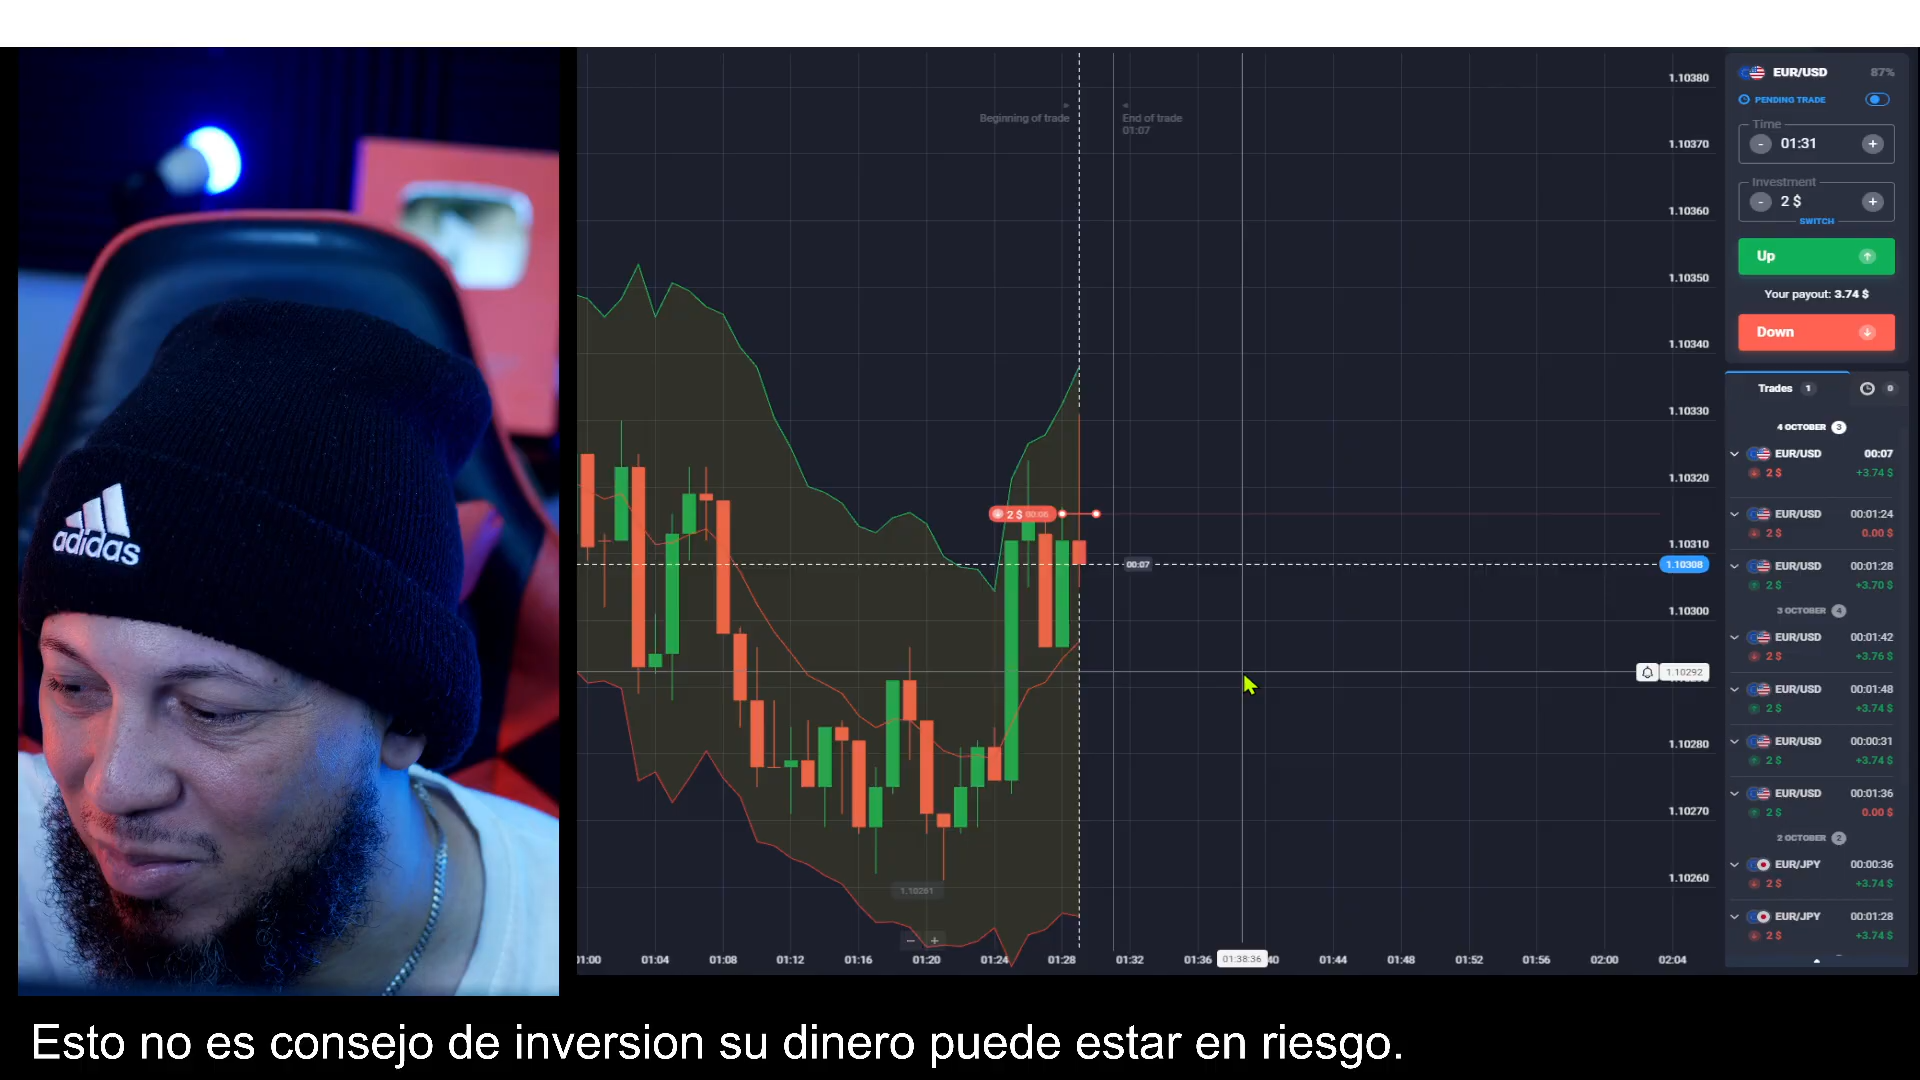 adidas
Beginning of trade
End of trade
01:07
2 $ 00:06
00:07
1.10261
1.10380
1.10370
1.10360
1.10350
1.10340
1.10330
1.10320
1.10310
1.10308
1.10300
1.10292
1.10280
1.10270
1.10260
01:00 01:04 01:08 01:12 01:16 01:20 01:24 01:28 01:32 01:36 01:38:36 40 01:44 01:48 01:52 01:56 02:00 02:04
EUR/USD 87%
PENDING TRADE
Time
- 01:31 +
Investment
- 2 $ +
SWITCH
Up
Your payout: 3.74 $
Down
Trades 1 0
4 OCTOBER 3
EUR/USD 00:07
2 $ +3.74 $
EUR/USD 00:01:24
2 $ 0.00 $
EUR/USD 00:01:28
2 $ +3.70 $
3 OCTOBER 4
EUR/USD 00:01:42
2 $ +3.76 $
EUR/USD 00:01:48
2 $ +3.74 $
EUR/USD 00:00:31
2 $ +3.74 $
EUR/USD 00:01:36
2 $ 0.00 $
2 OCTOBER 2
EUR/JPY 00:00:36
2 $ +3.74 $
EUR/JPY 00:01:28
2 $ +3.74 $
Esto no es consejo de inversion su dinero puede estar en riesgo.